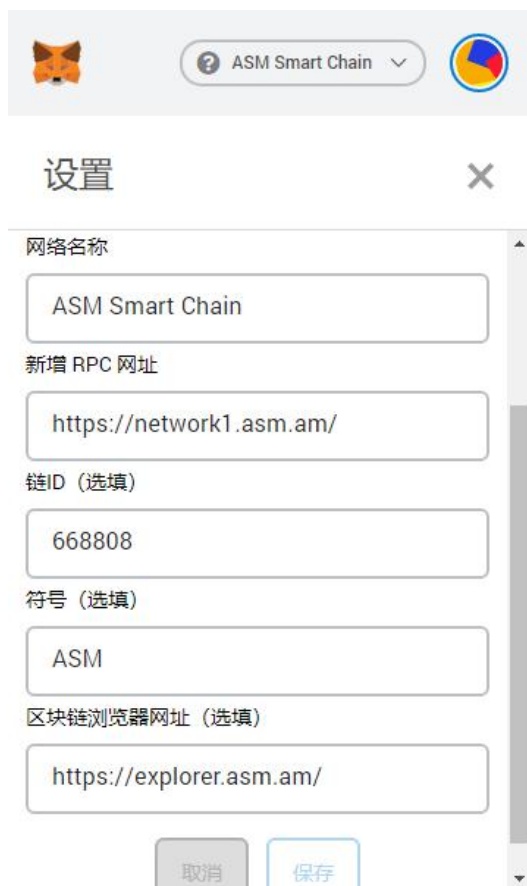 ASM Smart Chain
设置
网络名称
ASM Smart Chain
新增 RPC 网址
https://network1.asm.am/
链ID（选填）
668808
符号（选填）
ASM
区块链浏览器网址（选填）
https://explorer.asm.am/
取消 保存